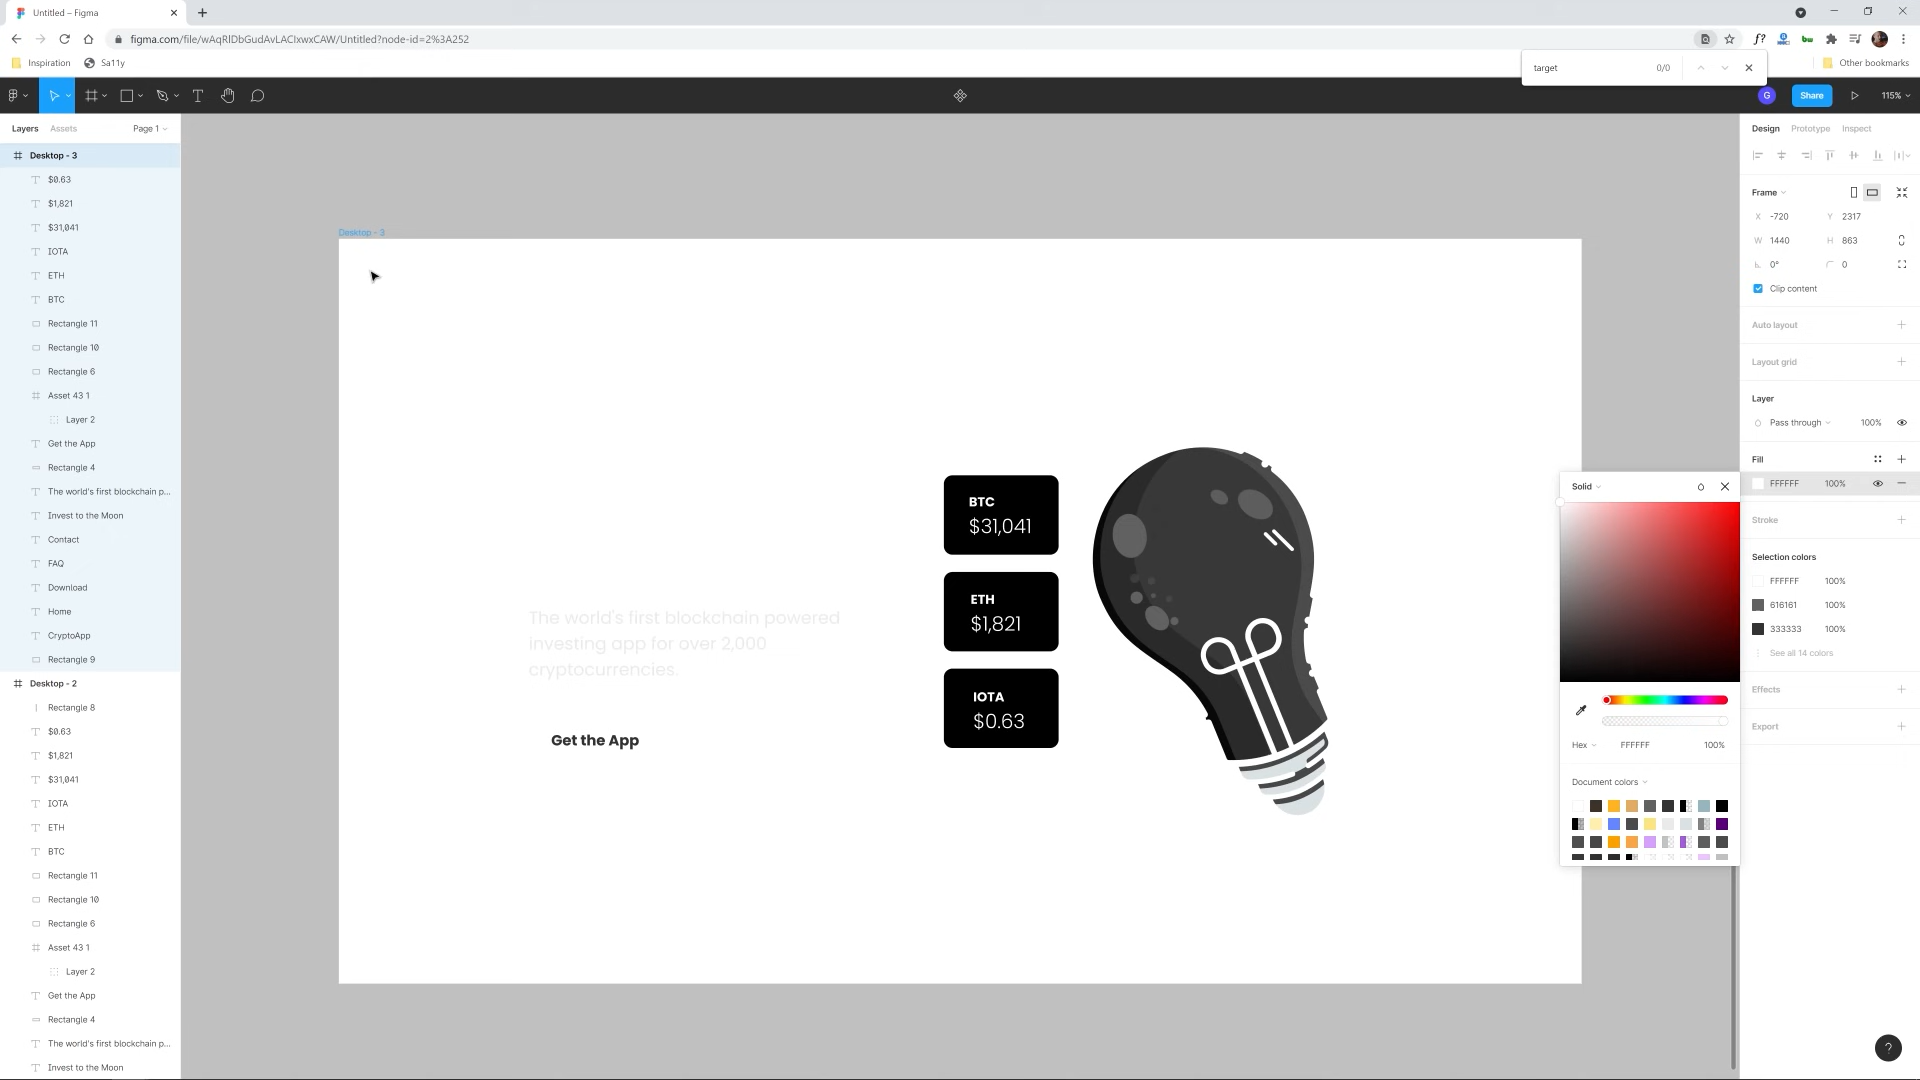 Untitled – Figma
figma.com/file/wAqRlDbGudAvLACIxwxCAW/Untitled?node-id=2%3A252
f?
bw
Inspiration
Sa11y
target
0/0
Other bookmarks
G
Share
115%
Layers
Assets
Page 1
Desktop - 3
$0.63
$1,821
$31,041
IOTA
ETH
BTC
Rectangle 11
Rectangle 10
Rectangle 6
Asset 43 1
Layer 2
Get the App
Rectangle 4
The world's first blockchain p...
Invest to the Moon
Contact
FAQ
Download
Home
CryptoApp
Rectangle 9
Desktop - 2
Rectangle 8
$0.63
$1,821
$31,041
IOTA
ETH
BTC
Rectangle 11
Rectangle 10
Rectangle 6
Asset 43 1
Layer 2
Get the App
Rectangle 4
The world's first blockchain p...
Invest to the Moon
Desktop - 3
The world's first blockchain powered
investing app for over 2,000
cryptocurrencies.
Get the App
BTC
$31,041
ETH
$1,821
IOTA
$0.63
Solid
Hex
FFFFFF
100%
Document colors
Design
Prototype
Inspect
Frame
X -720
Y 2317
W 1440
H 863
0°
0
Clip content
Auto layout
Layout grid
Layer
Pass through
100%
Fill
FFFFFF
100%
Stroke
Selection colors
FFFFFF
100%
616161
100%
333333
100%
See all 14 colors
Effects
Export
?